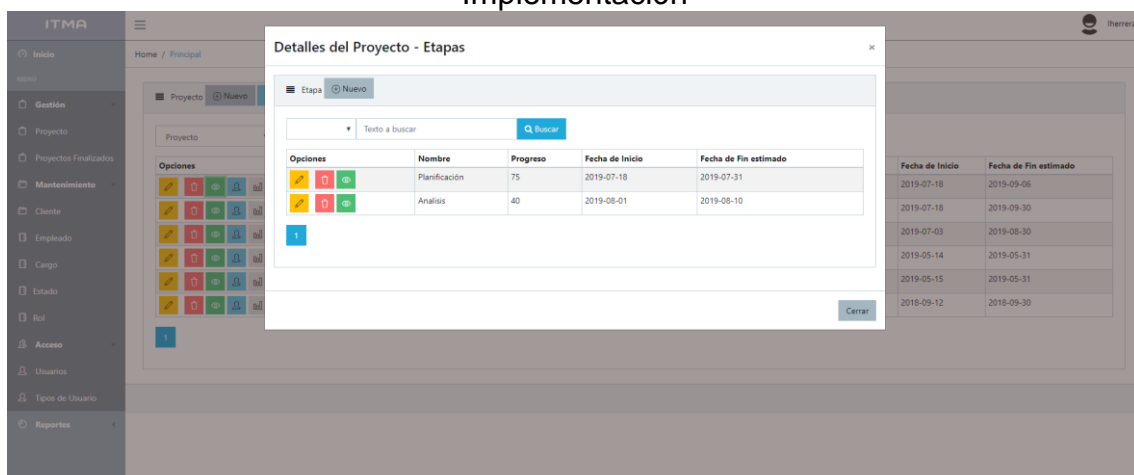 Implementación
ITMA
lherrera
Inicio
Home / Principal
menú
Gestión
Proyecto
Proyectos Finalizados
Mantenimiento
Cliente
Empleado
Cargo
Estado
Rol
Acceso
Usuarios
Tipos de Usuario
Reportes
Proyecto Nuevo
Proyecto
Opciones Fecha de Inicio Fecha de Fin estimado
2019-07-18 2019-09-06
2019-07-18 2019-09-30
2019-07-03 2019-08-30
2019-05-14 2019-05-31
2019-05-15 2019-05-31
2018-09-12 2018-09-30
1
Detalles del Proyecto - Etapas ×
Etapa Nuevo
Texto a buscar Buscar
Opciones Nombre Progreso Fecha de Inicio Fecha de Fin estimado
Planificación 75 2019-07-18 2019-07-31
Analisis 40 2019-08-01 2019-08-10
1
Cerrar